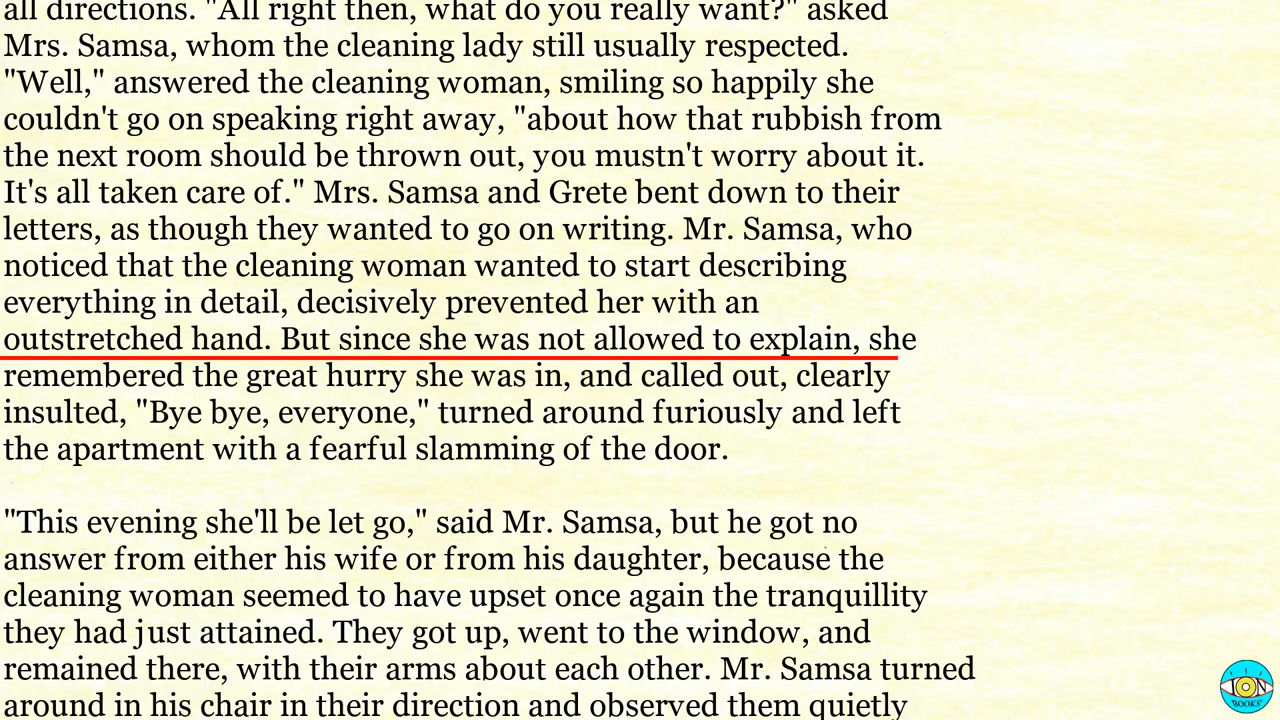 all directions. "All right then, what do you really want?" asked
Mrs. Samsa, whom the cleaning lady still usually respected.
"Well," answered the cleaning woman, smiling so happily she
couldn't go on speaking right away, "about how that rubbish from
the next room should be thrown out, you mustn't worry about it.
It's all taken care of." Mrs. Samsa and Grete bent down to their
letters, as though they wanted to go on writing. Mr. Samsa, who
noticed that the cleaning woman wanted to start describing
everything in detail, decisively prevented her with an
outstretched hand. But since she was not allowed to explain, she
remembered the great hurry she was in, and called out, clearly
insulted, "Bye bye, everyone," turned around furiously and left
the apartment with a fearful slamming of the door.
"This evening she'll be let go," said Mr. Samsa, but he got no
answer from either his wife or from his daughter, because the
cleaning woman seemed to have upset once again the tranquillity
they had just attained. They got up, went to the window, and
remained there, with their arms about each other. Mr. Samsa turned
around in his chair in their direction and observed them quietly
ION
BOOKS